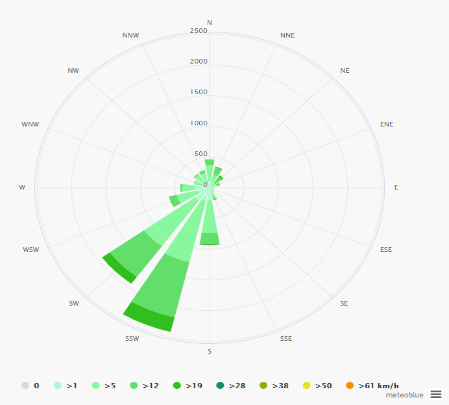 N
NNW
NNE
2500
NW
NE
2000
1500
WNW
ENE
1000
500
W
0
E
WSW
ESE
SW
SE
SSW
SSE
S
0 >1 >5 >12 >19 >28 >38 >50 >61 km/h
meteoblue